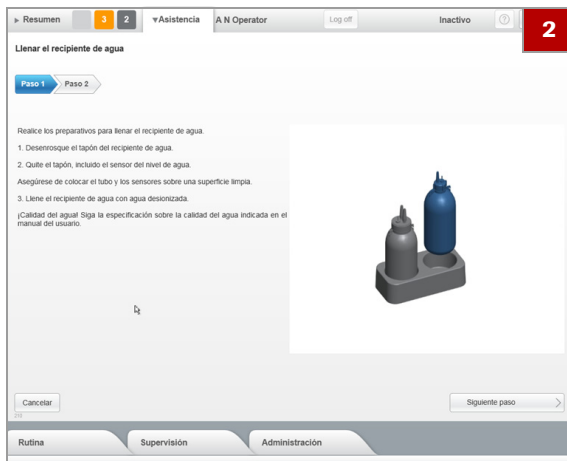 Resumen 3 2 Asistencia A N Operator Log off Inactivo ? 2
Llenar el recipiente de agua
Paso 1 Paso 2
Realice los preparativos para llenar el recipiente de agua.
1. Desenrosque el tapón del recipiente de agua.
2. Quite el tapón, incluido el sensor del nivel de agua.
Asegúrese de colocar el tubo y los sensores sobre una superficie limpia.
3. Llene el recipiente de agua con agua desionizada.
¡Calidad del agua! Siga la especificación sobre la calidad del agua indicada en el
manual del usuario.
Cancelar Siguiente paso
Rutina Supervisión Administración